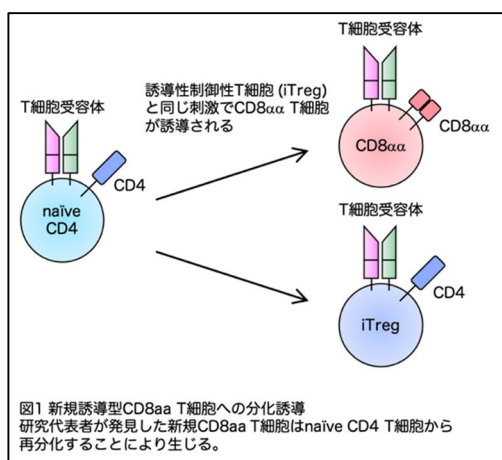 T細胞受容体
誘導性制御性T細胞 (iTreg)
と同じ刺激でCD8αα T細胞
が誘導される
T細胞受容体
CD4
naïve
CD4
CD8αα
CD8αα
T細胞受容体
CD4
iTreg
図1 新規誘導型CD8aa T細胞への分化誘導
研究代表者が発見した新規CD8aa T細胞はnaïve CD4 T細胞から
再分化することにより生じる。